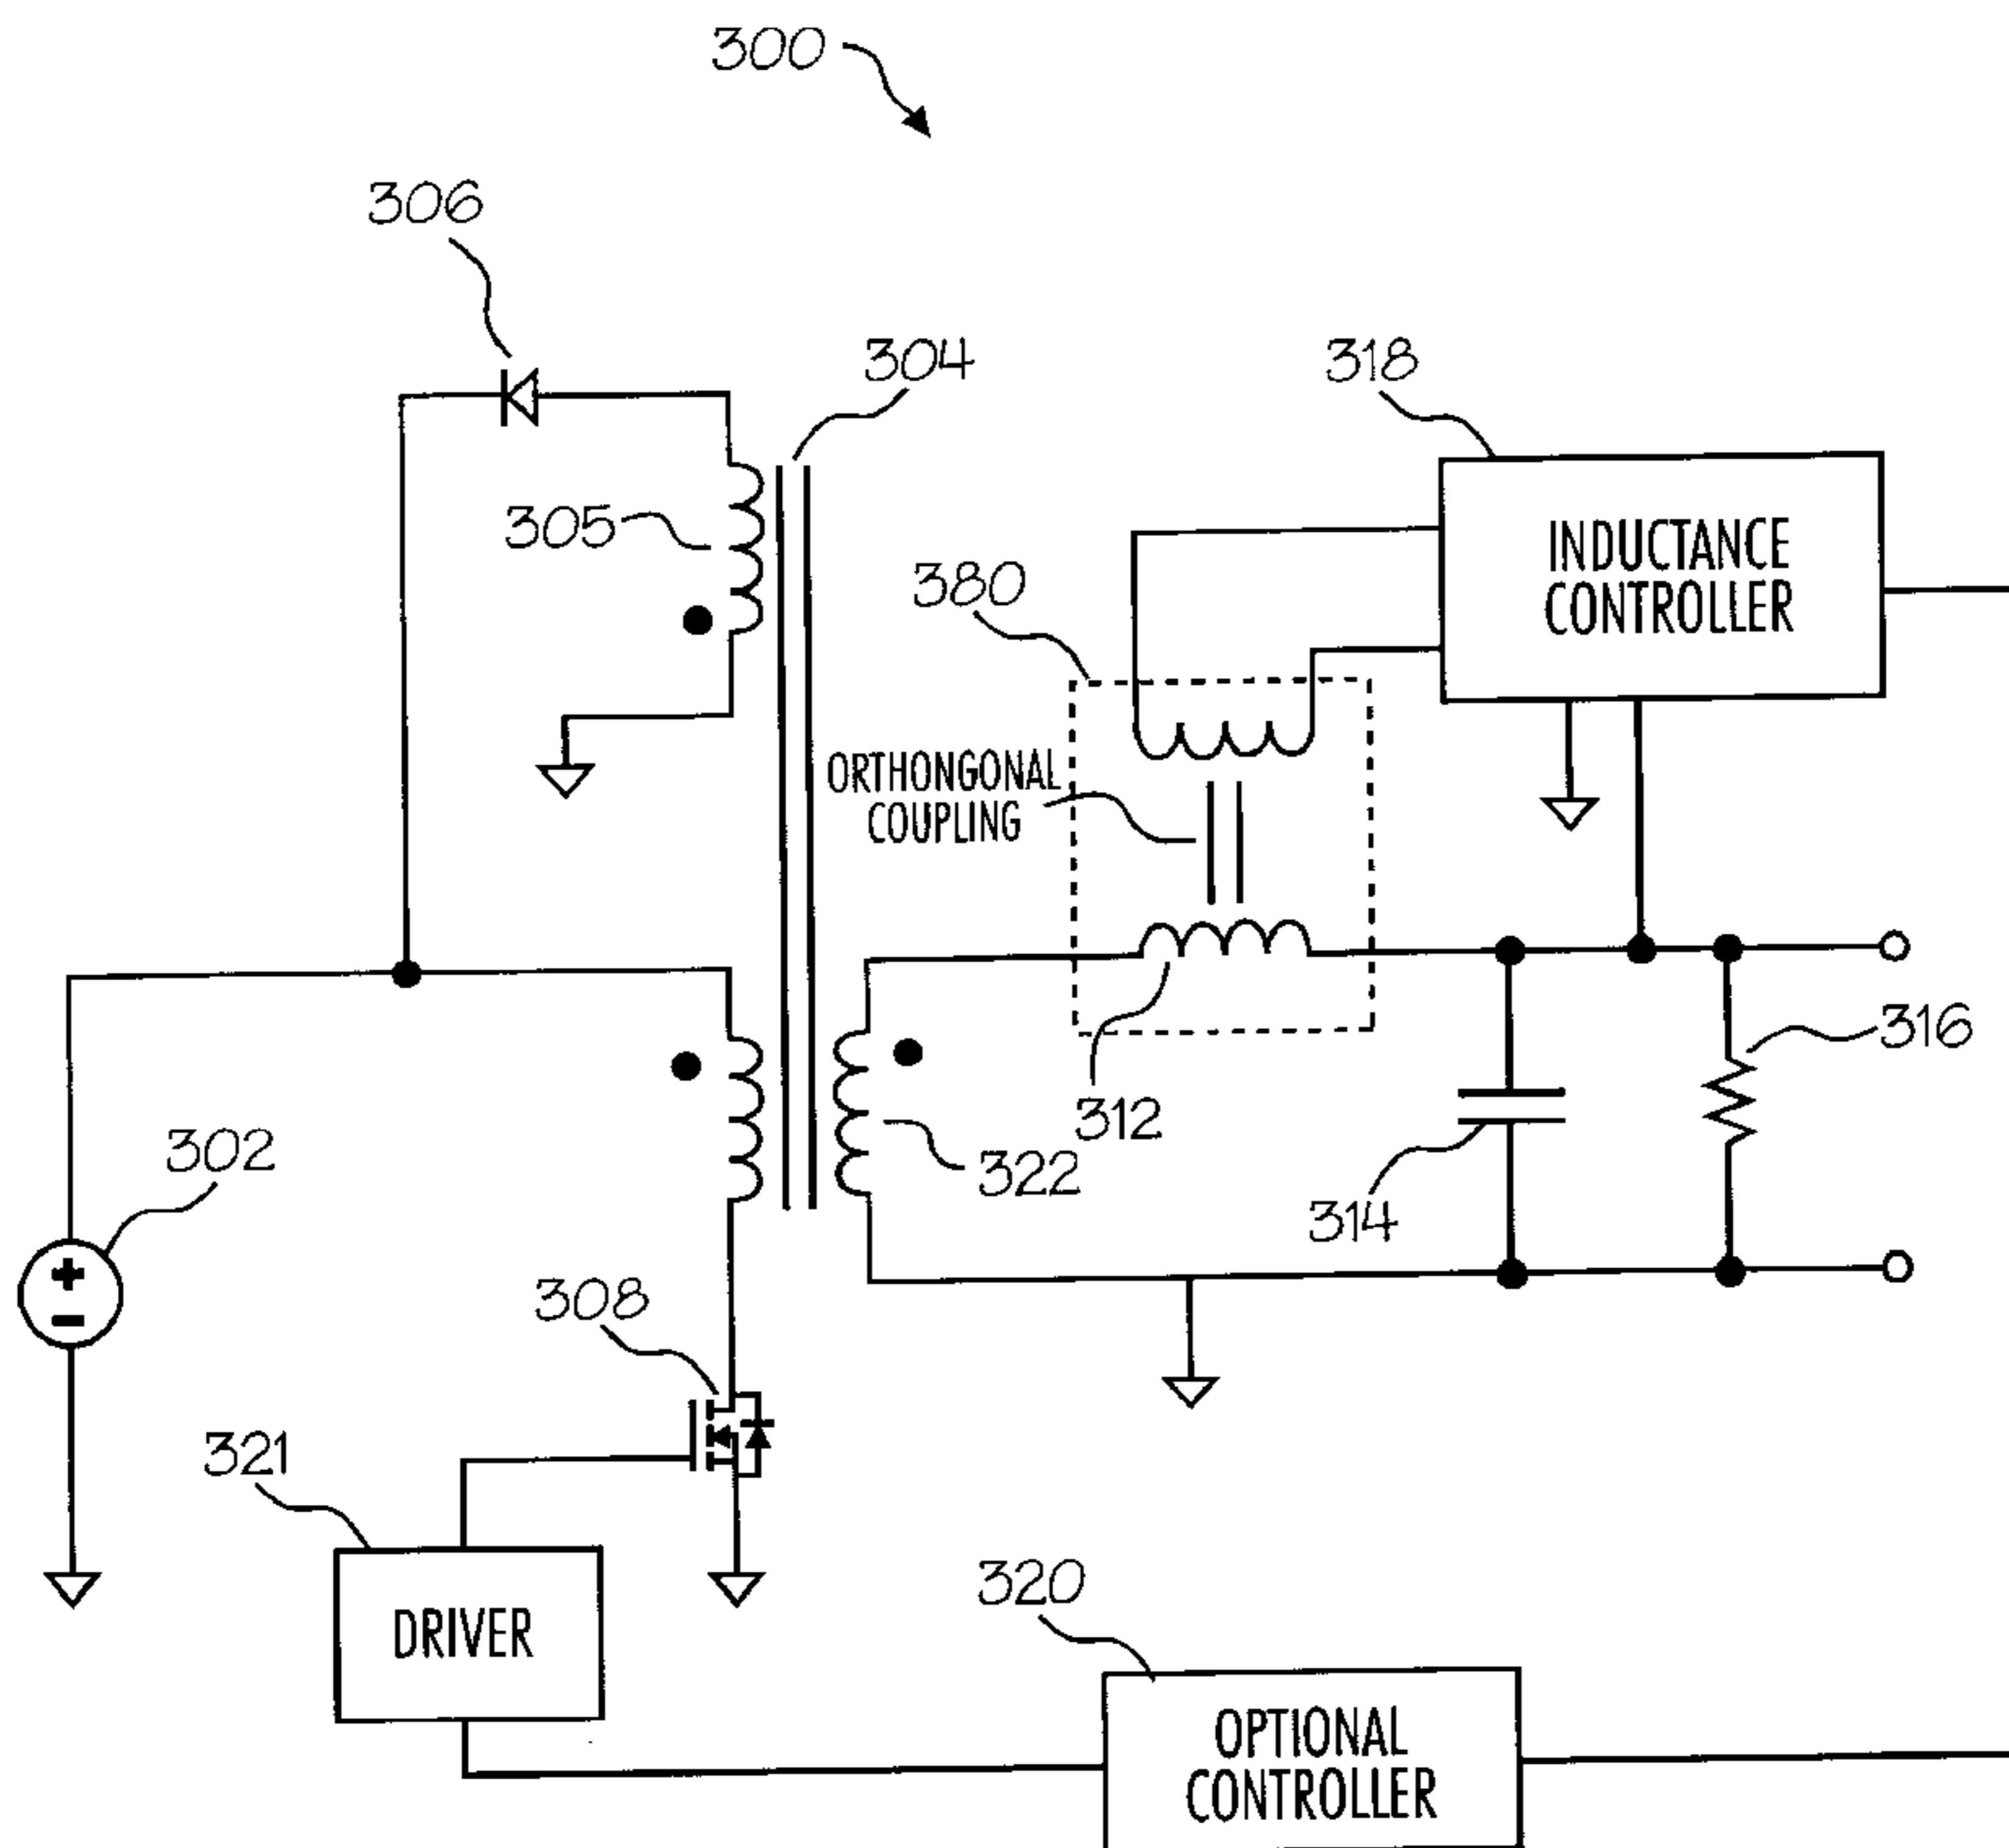 300
306
304
318
305
INDUCTANCE
CONTROLLER
380
ORTHONGONAL
COUPLING
316
312
302
322
314
308
321
320
DRIVER
OPTIONAL
CONTROLLER